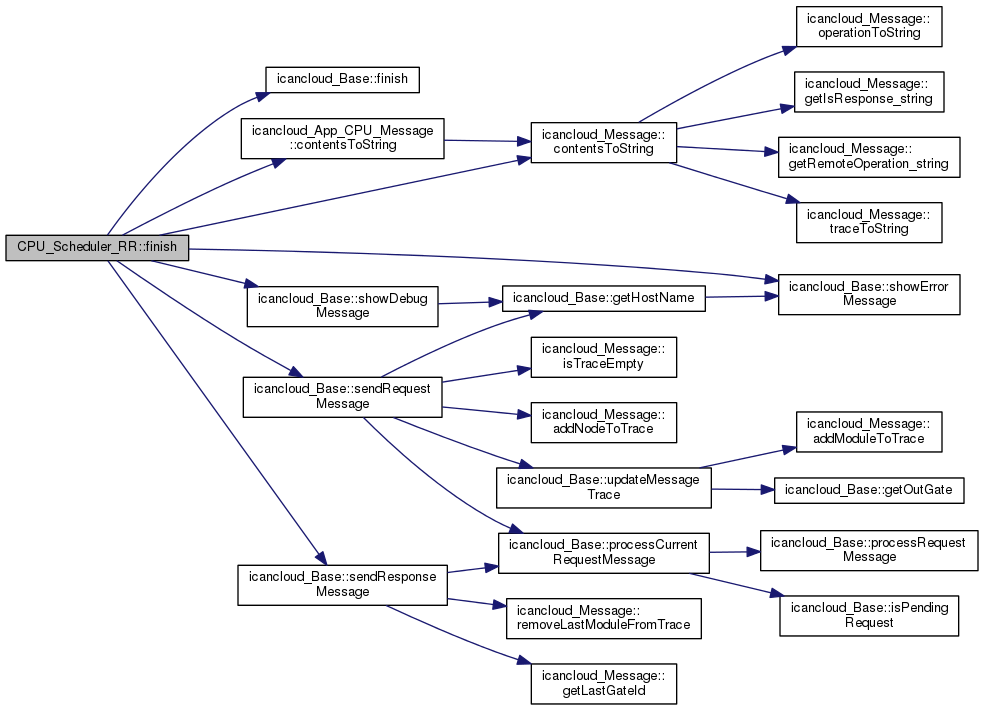 CPU_Scheduler_RR::finish
icancloud_Base::finish
icancloud_App_CPU_Message
::contentsToString
icancloud_Message::
contentsToString
icancloud_Message::
operationToString
icancloud_Message::
getIsResponse_string
icancloud_Message::
getRemoteOperation_string
icancloud_Message::
traceToString
icancloud_Base::showError
Message
icancloud_Base::showDebug
Message
icancloud_Base::getHostName
icancloud_Base::sendRequest
Message
icancloud_Message::
isTraceEmpty
icancloud_Message::
addNodeToTrace
icancloud_Base::updateMessage
Trace
icancloud_Message::
addModuleToTrace
icancloud_Base::getOutGate
icancloud_Base::processCurrent
RequestMessage
icancloud_Base::processRequest
Message
icancloud_Base::isPending
Request
icancloud_Base::sendResponse
Message
icancloud_Message::
removeLastModuleFromTrace
icancloud_Message::
getLastGateId